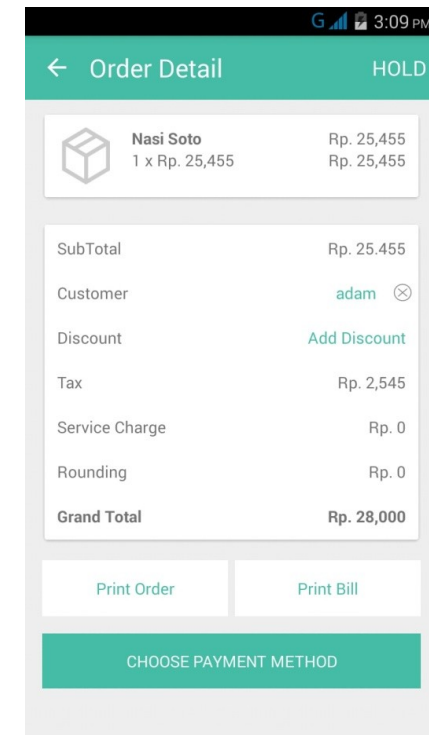 G 3:09 PM
← Order Detail HOLD
Nasi Soto Rp. 25,455
1 x Rp. 25,455 Rp. 25,455
SubTotal Rp. 25.455
Customer adam
Discount Add Discount
Tax Rp. 2,545
Service Charge Rp. 0
Rounding Rp. 0
Grand Total Rp. 28,000
Print Order Print Bill
CHOOSE PAYMENT METHOD